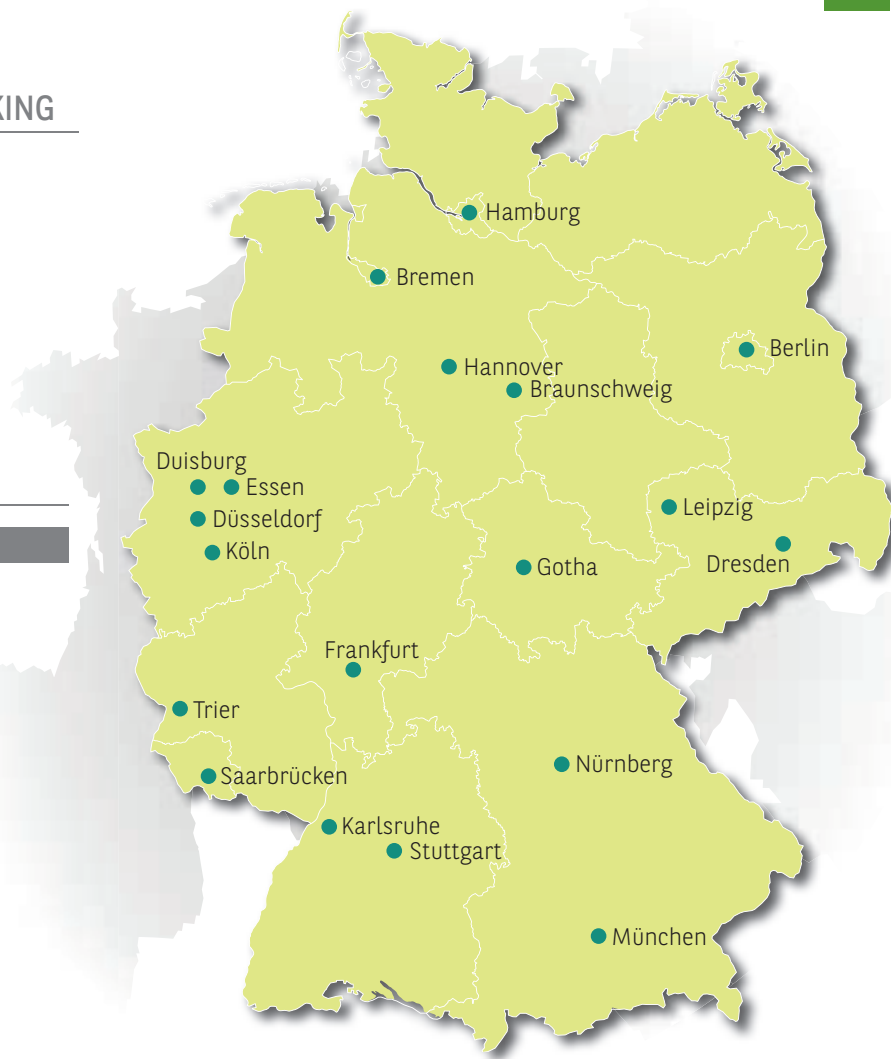 KING
Hamburg
Bremen
Berlin
Hannover
Braunschweig
Duisburg
Essen
Leipzig
Düsseldorf
Köln
Dresden
Gotha
Frankfurt
Trier
Nürnberg
Saarbrücken
Karlsruhe
Stuttgart
München